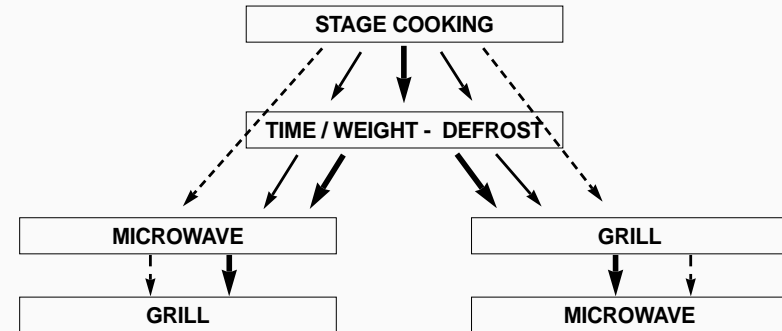 STAGE COOKING
TIME / WEIGHT - DEFROST
MICROWAVE
GRILL
GRILL
MICROWAVE